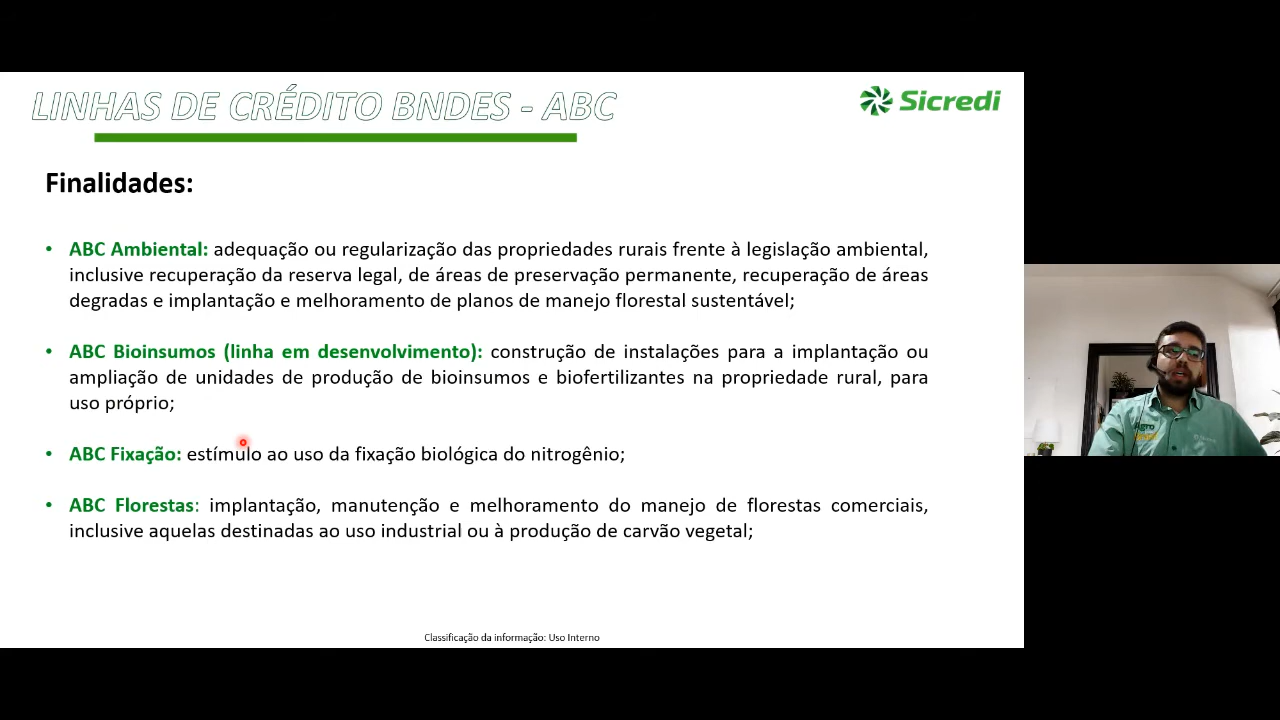 LINHAS DE CRÉDITO BNDES - ABC
Sicredi
Finalidades:
• ABC Ambiental: adequação ou regularização das propriedades rurais frente à legislação ambiental,
inclusive recuperação da reserva legal, de áreas de preservação permanente, recuperação de áreas
degradas e implantação e melhoramento de planos de manejo florestal sustentável;
• ABC Bioinsumos (linha em desenvolvimento): construção de instalações para a implantação ou
ampliação de unidades de produção de bioinsumos e biofertilizantes na propriedade rural, para
uso próprio;
• ABC Fixação: estímulo ao uso da fixação biológica do nitrogênio;
• ABC Florestas: implantação, manutenção e melhoramento do manejo de florestas comerciais,
inclusive aquelas destinadas ao uso industrial ou à produção de carvão vegetal;
Agro
Classificação da informação: Uso Interno